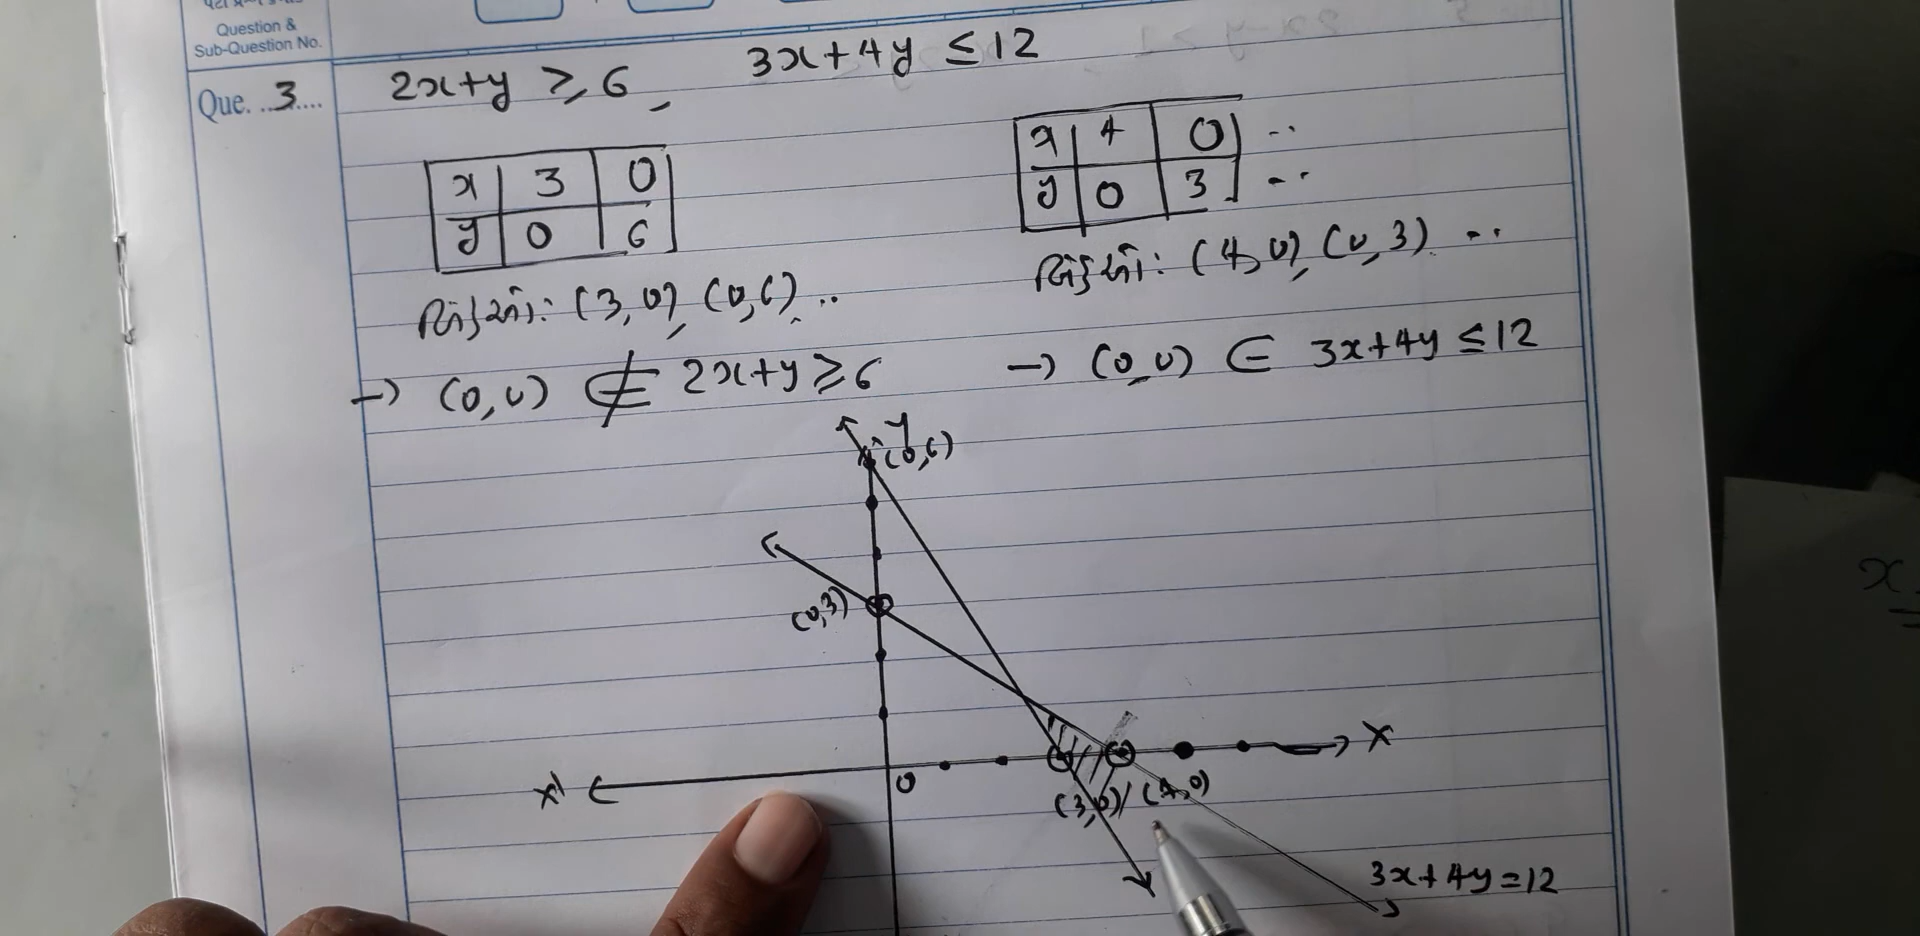 Question &
Sub-Question No.
Que. ..3....
2x+y ≥ 6, 3x+4y ≤ 12
x 3 0
y 0 6
x 4 0 ..
y 0 3 ..
(3,0), (0,6) ..
(4,0), (0,3) ..
→ (0,0) ∉ 2x+y ≥ 6
→ (0,0) ∈ 3x+4y ≤ 12
y
(0,6)
(0,3)
X
X' O
(3,0) (4,0)
3x+4y=12
x